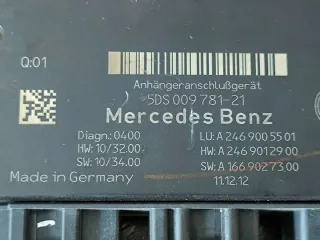 Q:01
Anhängeranschlußgerät
5DS 009 781-21
Mercedes Benz
Diagn.: 0400 LU: A 246 900 55 01
HW: 10/32.00 HW: A 246 901 29 00
SW: 10/34.00 SW: A 166 902 73 00
Made in Germany 11.12.12